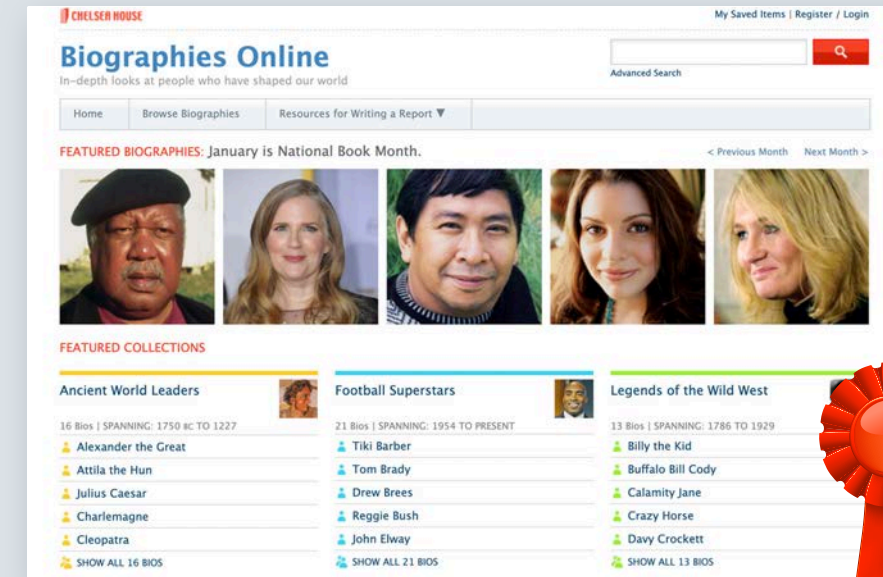 CHELSEA HOUSE
My Saved Items | Register / Login
Biographies Online
In-depth looks at people who have shaped our world
Advanced Search
Home Browse Biographies Resources for Writing a Report ▼
FEATURED BIOGRAPHIES: January is National Book Month.
< Previous Month Next Month >
FEATURED COLLECTIONS
Ancient World Leaders
16 Bios | SPANNING: 1750 BC TO 1227
Alexander the Great
Attila the Hun
Julius Caesar
Charlemagne
Cleopatra
SHOW ALL 16 BIOS
Football Superstars
21 Bios | SPANNING: 1954 TO PRESENT
Tiki Barber
Tom Brady
Drew Brees
Reggie Bush
John Elway
SHOW ALL 21 BIOS
Legends of the Wild West
13 Bios | SPANNING: 1786 TO 1929
Billy the Kid
Buffalo Bill Cody
Calamity Jane
Crazy Horse
Davy Crockett
SHOW ALL 13 BIOS